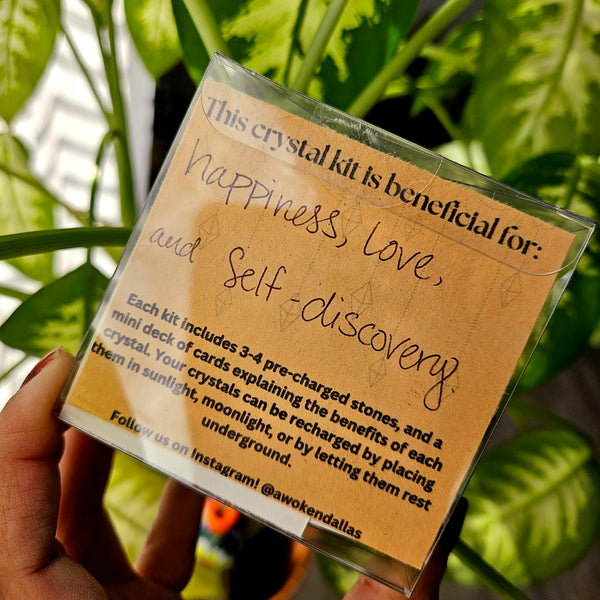 This crystal kit is beneficial for:
happiness, love,
and self-discovery.
Each kit includes 3-4 pre-charged stones, and a
mini deck of cards explaining the benefits of each
crystal. Your crystals can be recharged by placing
them in sunlight, moonlight, or by letting them rest
underground.
Follow us on Instagram! @awokendallas